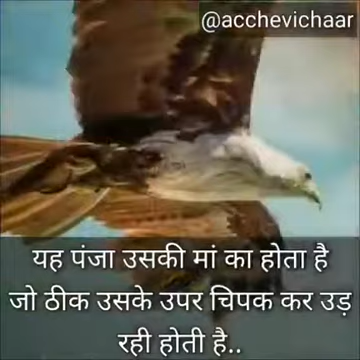 @acchevichaar
यह पंजा उसकी मां का होता है
जो ठीक उसके उपर चिपक कर उड़
रही होती है..